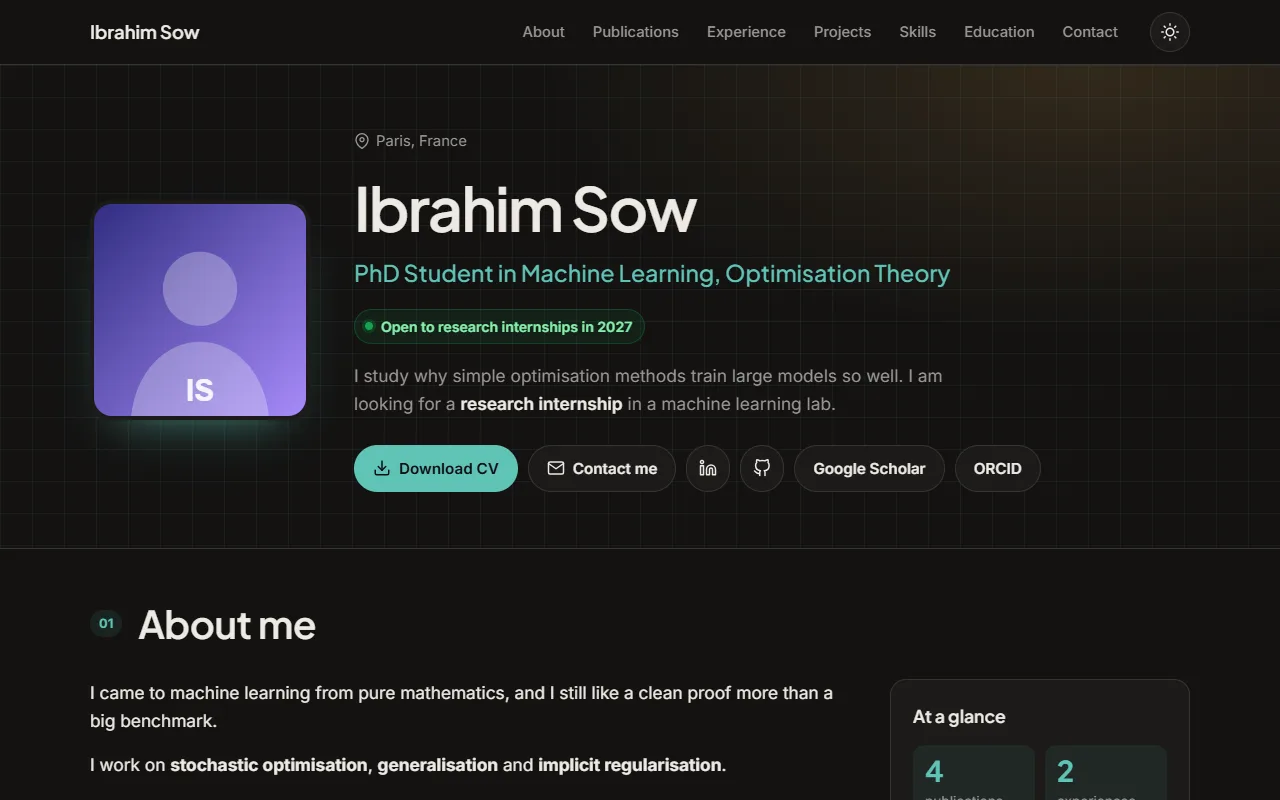 Ibrahim Sow
About
Publications
Experience
Projects
Skills
Education
Contact
Paris, France
Ibrahim Sow
PhD Student in Machine Learning, Optimisation Theory
Open to research internships in 2027
IS
I study why simple optimisation methods train large models so well. I am
looking for a research internship in a machine learning lab.
Download CV
Contact me
Google Scholar
ORCID
01
About me
I came to machine learning from pure mathematics, and I still like a clean proof more than a
big benchmark.
I work on stochastic optimisation, generalisation and implicit regularisation.
At a glance
4
publications
2
experiences